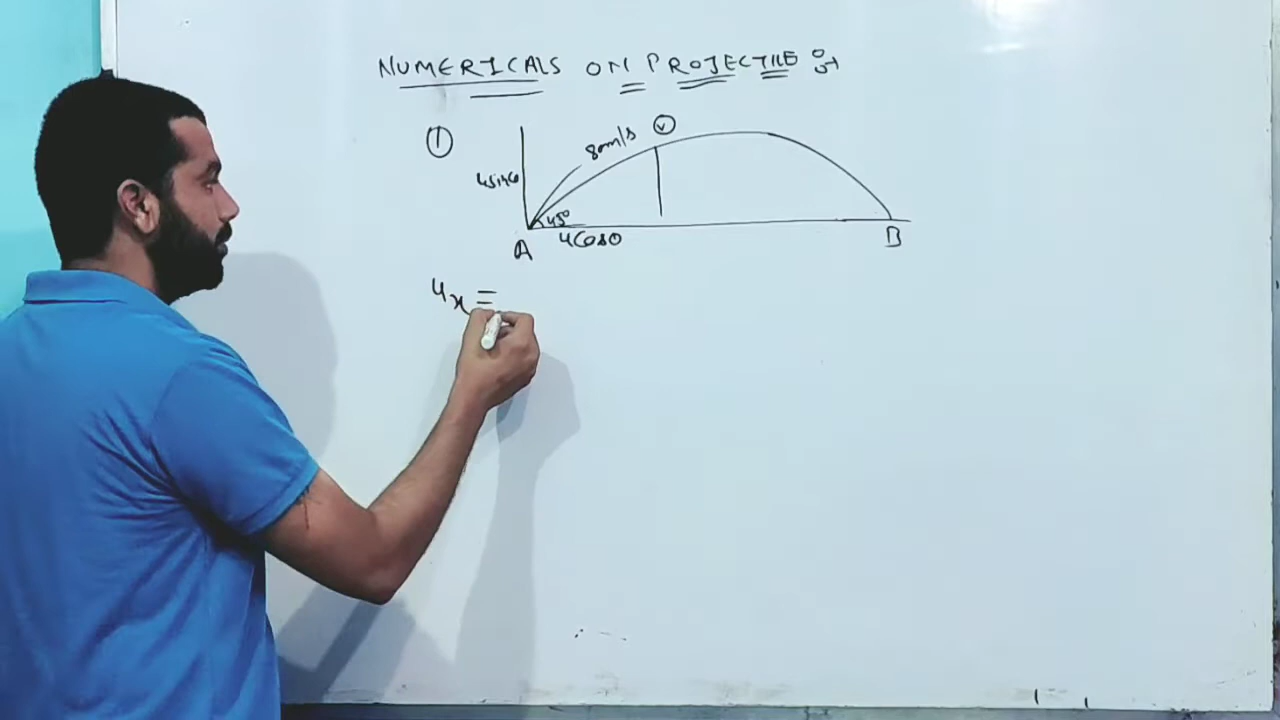 NUMERICALS ON PROJECTILE
①
80m/s
v
usinθ
45°
ucosθ
A
B
ux =